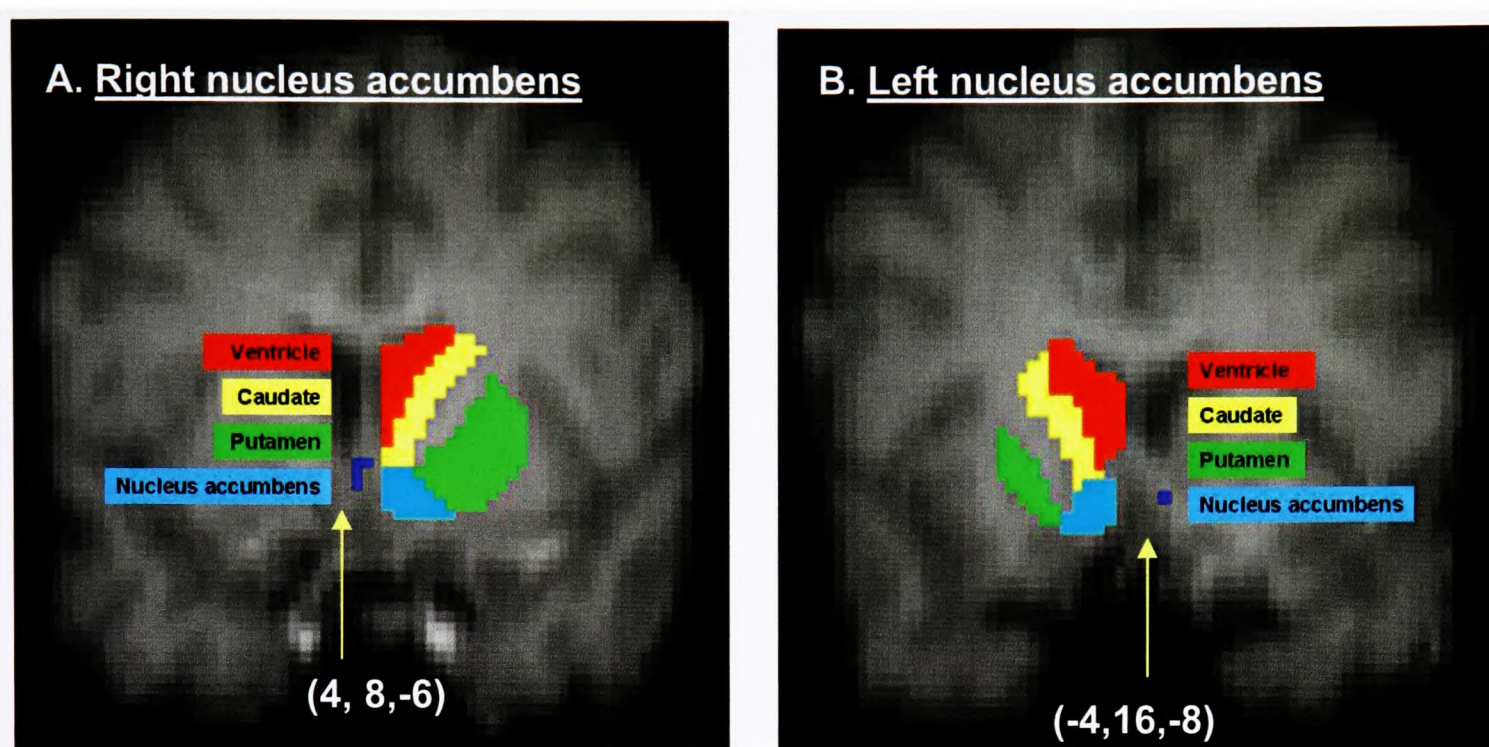 A. Right nucleus accumbens
Ventricle
Caudate
Putamen
Nucleus accumbens
(4, 8,-6)
B. Left nucleus accumbens
Ventricle
Caudate
Putamen
Nucleus accumbens
(-4,16,-8)